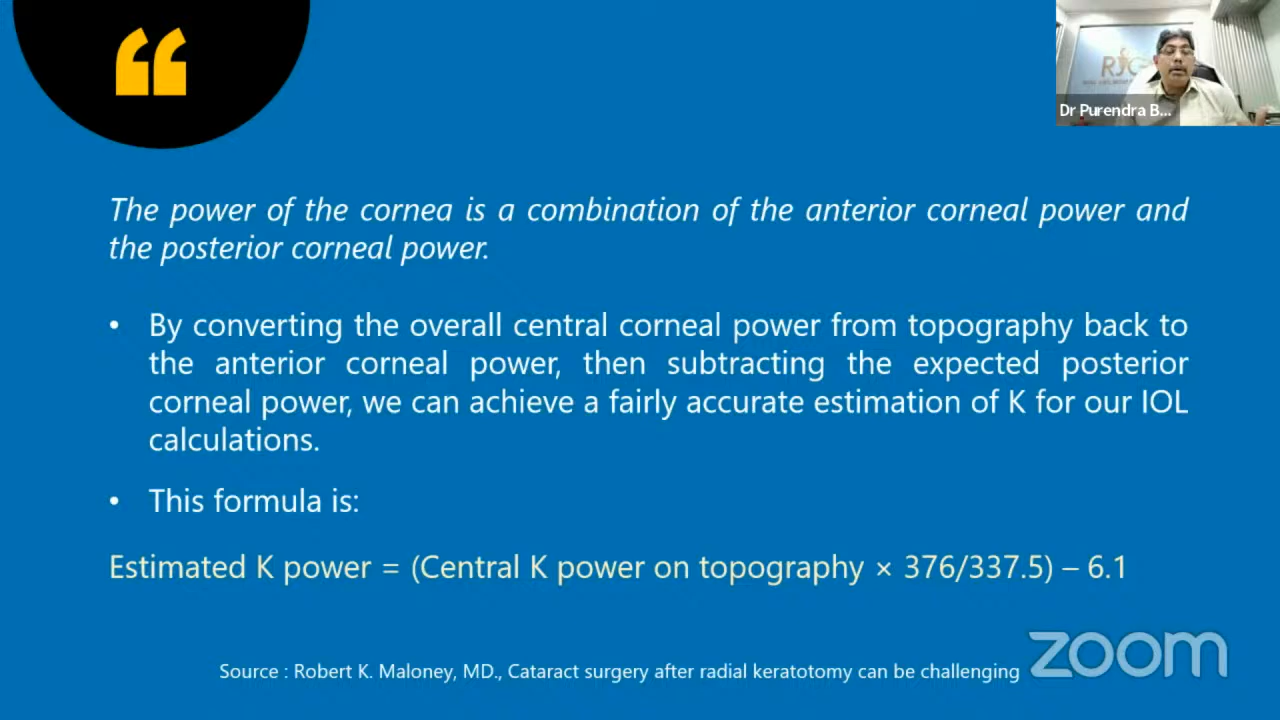 “
Dr Purendra B...
The power of the cornea is a combination of the anterior corneal power and
the posterior corneal power.
• By converting the overall central corneal power from topography back to
the anterior corneal power, then subtracting the expected posterior
corneal power, we can achieve a fairly accurate estimation of K for our IOL
calculations.
• This formula is:
Estimated K power = (Central K power on topography × 376/337.5) – 6.1
Source : Robert K. Maloney, MD., Cataract surgery after radial keratotomy can be challenging
zoom